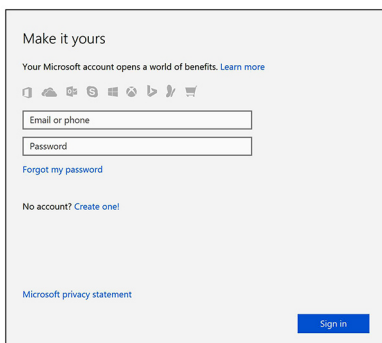 Make it yours
Your Microsoft account opens a world of benefits. Learn more
Email or phone
Password
Forgot my password
No account? Create one!
Microsoft privacy statement
Sign in